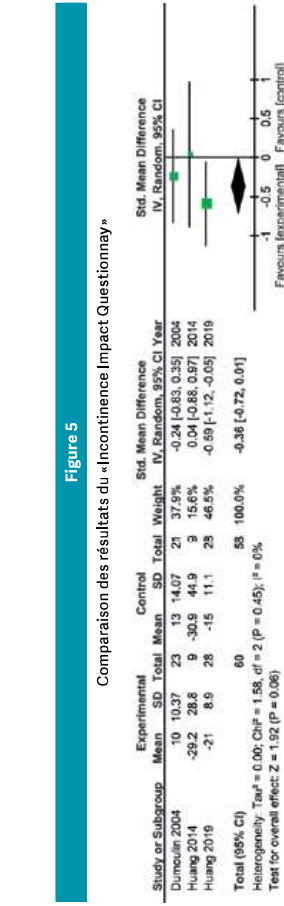 Figure 5
Comparaison des résultats du «Incontinence Impact Questionnay»
Experimental Control Std. Mean Difference Std. Mean Difference
Study or Subgroup Mean SD Total Mean SD Total Weight IV, Random, 95% CI Year IV, Random, 95% CI
Dumoulin 2004 10 10.37 23 13 14.07 21 37.9% -0.24 [-0.83, 0.35] 2004
Huang 2014 -29.2 28.8 9 -30.9 44.9 9 15.6% 0.04 [-0.88, 0.97] 2014
Huang 2019 -21 8.9 28 -15 11.1 28 46.5% -0.59 [-1.12, -0.05] 2019
Total (95% CI) 60 58 100.0% -0.36 [-0.72, 0.01]
Heterogeneity: Tau² = 0.00; Chi² = 1.58, df = 2 (P = 0.45); I² = 0%
Test for overall effect: Z = 1.92 (P = 0.06)
-1 -0.5 0 0.5 1
Favours [experimental] Favours [control]